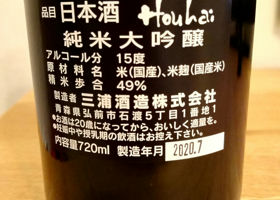 品目 日本酒 Houhai
純米大吟醸
アルコール分 15度
原材料名 米(国産)、米麹(国産米)
精米歩合 49%
製造者 三浦酒造株式会社
青森県弘前市石渡5丁目1番地1
●お酒は20歳になってから、おいしく適量を。
●妊娠中や授乳期の飲酒はお控え下さい。
内容量720ml 製造年月 2020.7